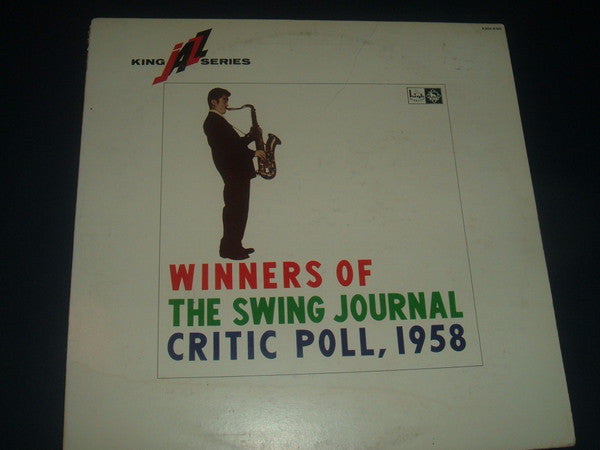 KING JAZZ SERIES
WINNERS OF
THE SWING JOURNAL
CRITIC POLL, 1958